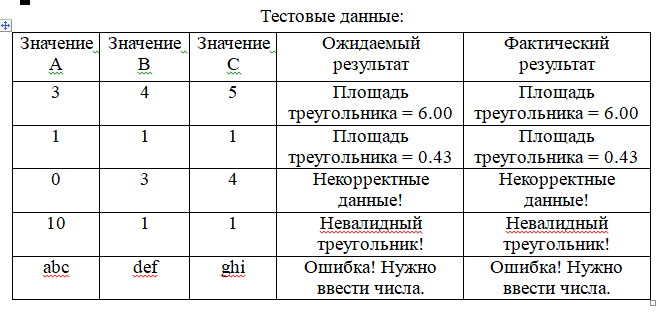 Тестовые данные:
Значение Значение Значение Ожидаемый Фактический
A B C результат результат
3 4 5 Площадь Площадь
треугольника = 6.00 треугольника = 6.00
1 1 1 Площадь Площадь
треугольника = 0.43 треугольника = 0.43
0 3 4 Некорректные Некорректные
данные! данные!
10 1 1 Невалидный Невалидный
треугольник! треугольник!
abc def ghi Ошибка! Нужно Ошибка! Нужно
ввести числа. ввести числа.